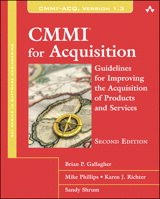 CMMI-ACQ, VERSION 1.3
CMMI®
for Acquisition
Guidelines
for Improving
the Acquisition
of Products
and Services
SECOND EDITION
Brian P. Gallagher
Mike Phillips • Karen J. Richter
Sandy Shrum